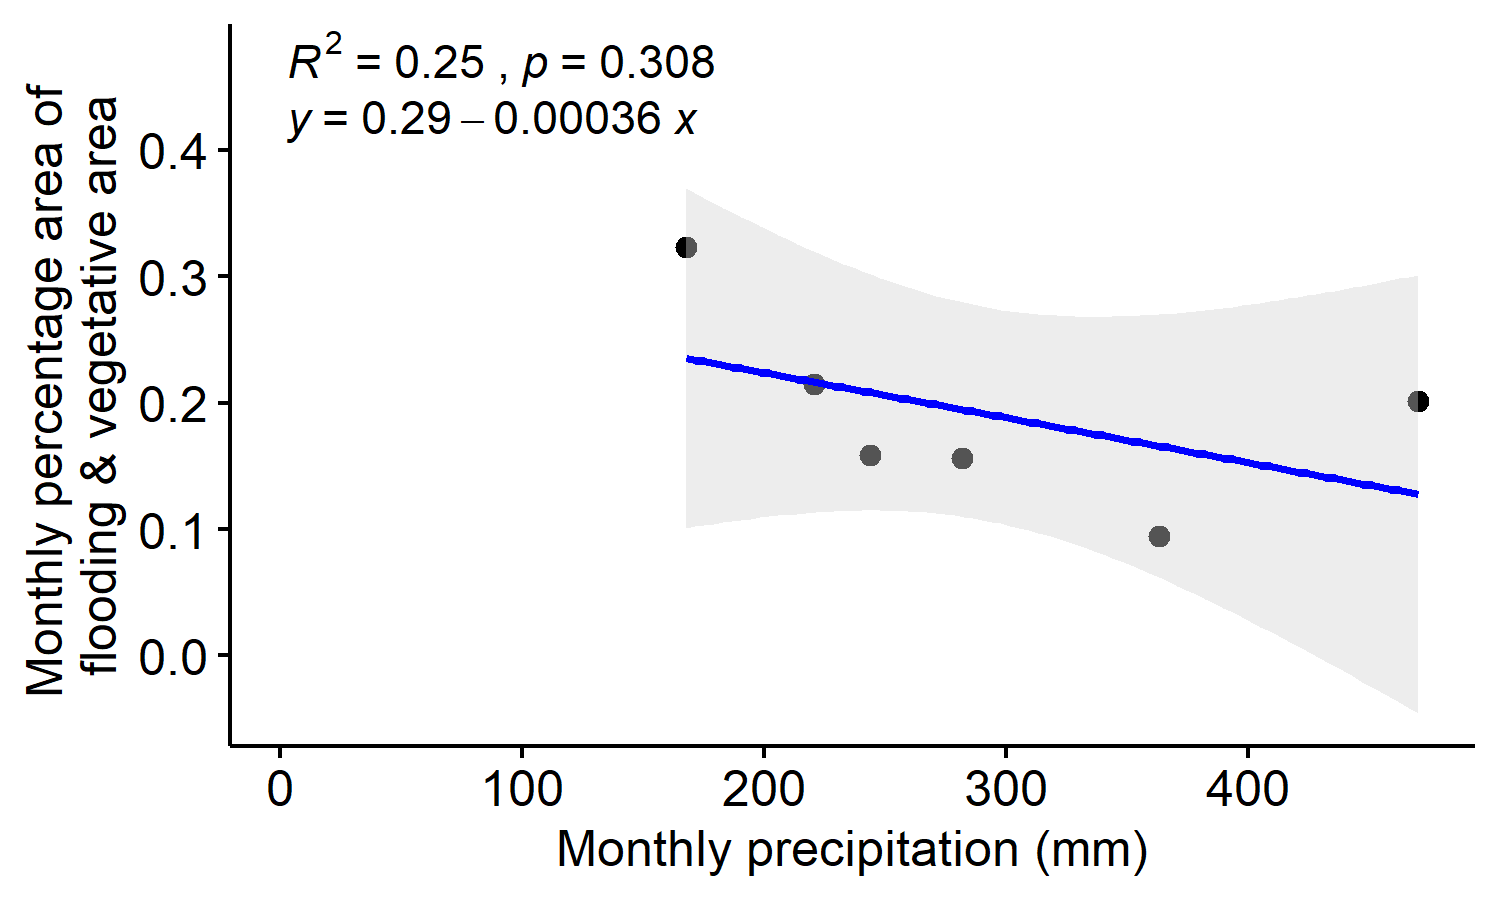 R² = 0.25 , p = 0.308
y = 0.29 – 0.00036 x
Monthly percentage area of
flooding & vegetative area
0.4
0.3
0.2
0.1
0.0
0 100 200 300 400
Monthly precipitation (mm)